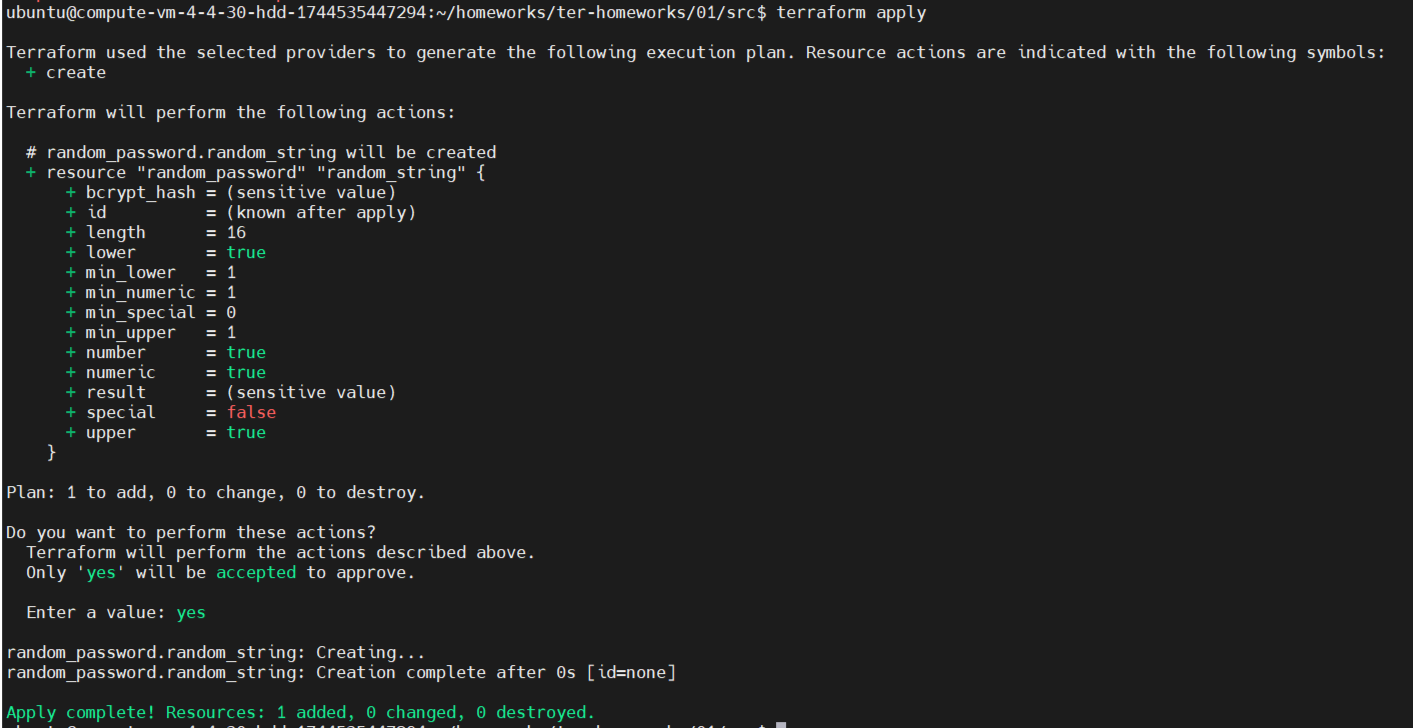 ubuntu@compute-vm-4-4-30-hdd-1744535447294:~/homeworks/ter-homeworks/01/src$ terraform apply
Terraform used the selected providers to generate the following execution plan. Resource actions are indicated with the following symbols:
  + create
Terraform will perform the following actions:
  # random_password.random_string will be created
  + resource "random_password" "random_string" {
      + bcrypt_hash = (sensitive value)
      + id          = (known after apply)
      + length      = 16
      + lower       = true
      + min_lower   = 1
      + min_numeric = 1
      + min_special = 0
      + min_upper   = 1
      + number      = true
      + numeric     = true
      + result      = (sensitive value)
      + special     = false
      + upper       = true
    }
Plan: 1 to add, 0 to change, 0 to destroy.
Do you want to perform these actions?
  Terraform will perform the actions described above.
  Only 'yes' will be accepted to approve.
  Enter a value: yes
random_password.random_string: Creating...
random_password.random_string: Creation complete after 0s [id=none]
Apply complete! Resources: 1 added, 0 changed, 0 destroyed.